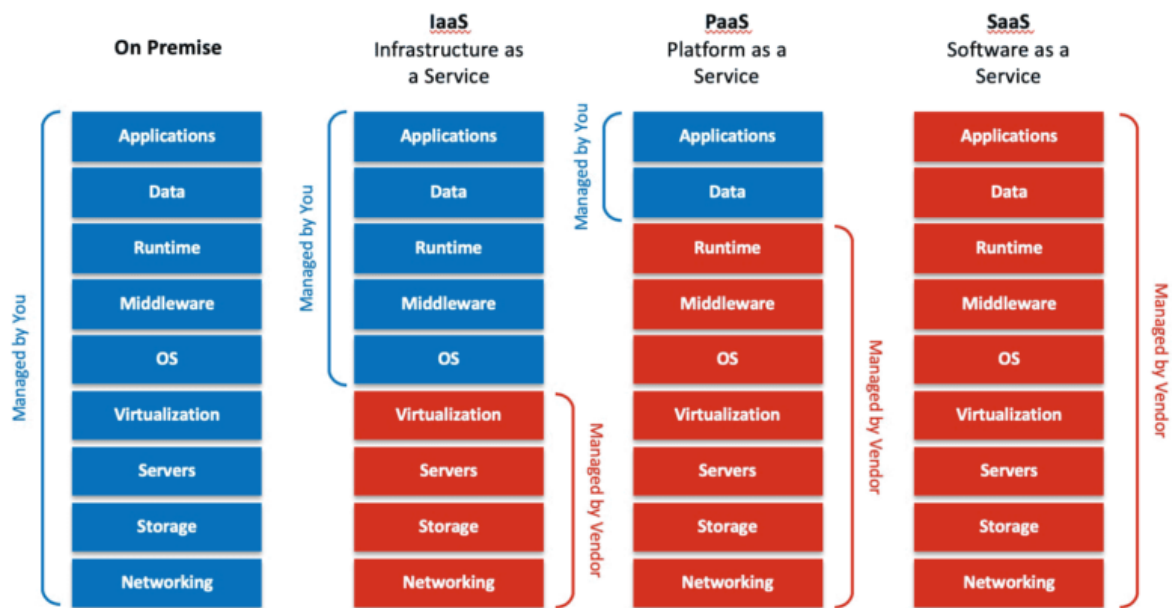 On Premise
IaaS
Infrastructure as
a Service
PaaS
Platform as a
Service
SaaS
Software as a
Service
Managed by You
Applications
Data
Runtime
Middleware
OS
Virtualization
Servers
Storage
Networking
Managed by You
Applications
Data
Runtime
Middleware
OS
Virtualization
Servers
Storage
Networking
Managed by Vendor
Managed by You
Applications
Data
Runtime
Middleware
OS
Virtualization
Servers
Storage
Networking
Managed by Vendor
Applications
Data
Runtime
Middleware
OS
Virtualization
Servers
Storage
Networking
Managed by Vendor